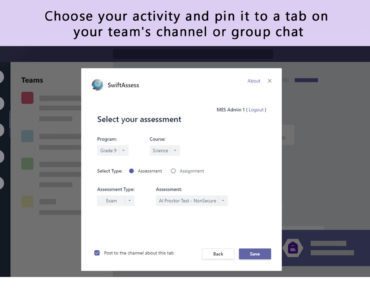 Choose your activity and pin it to a tab on
your team's channel or group chat
Teams
SwiftAssess
About
MES Admin 1 ( Logout )
Select your assessment
Program: Course:
Grade 9 Science
Select Type: Assessment Assignment
Assessment Type: Assessment:
Exam AI Proctor Test - NonSecure
Post to the channel about this tab
Back Save